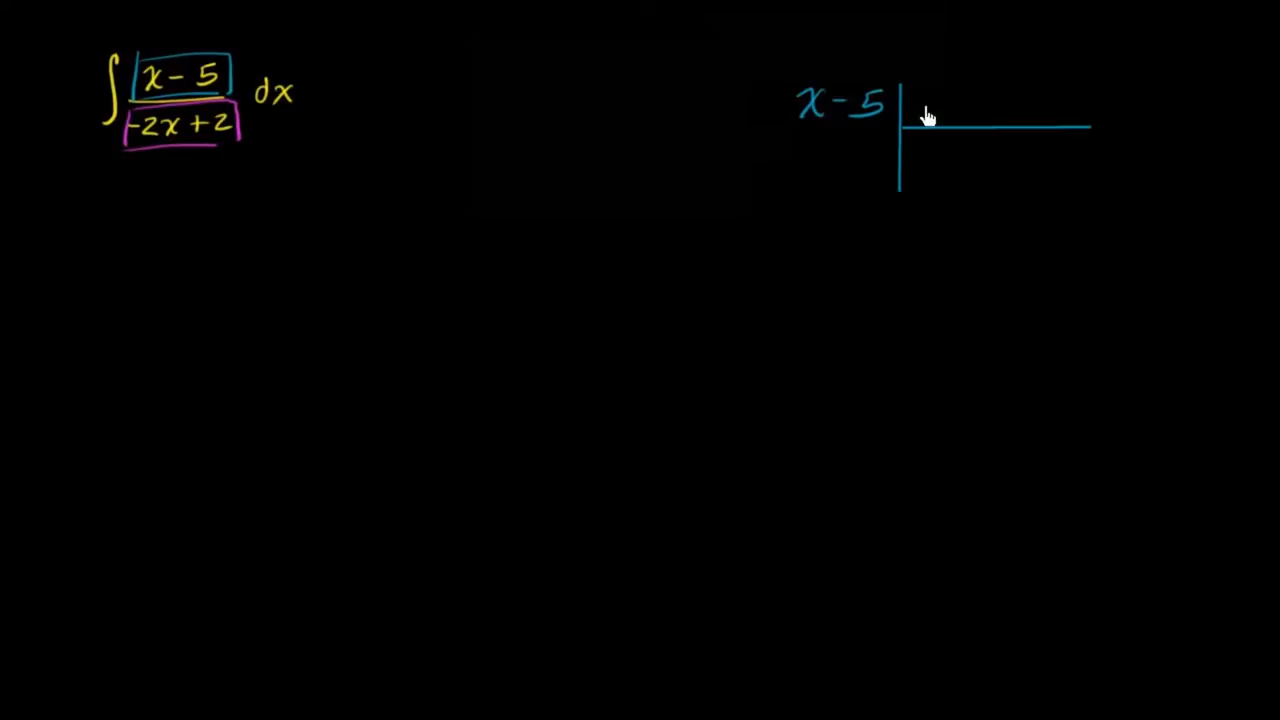 ∫ (x - 5)/(-2x + 2) dx
x - 5